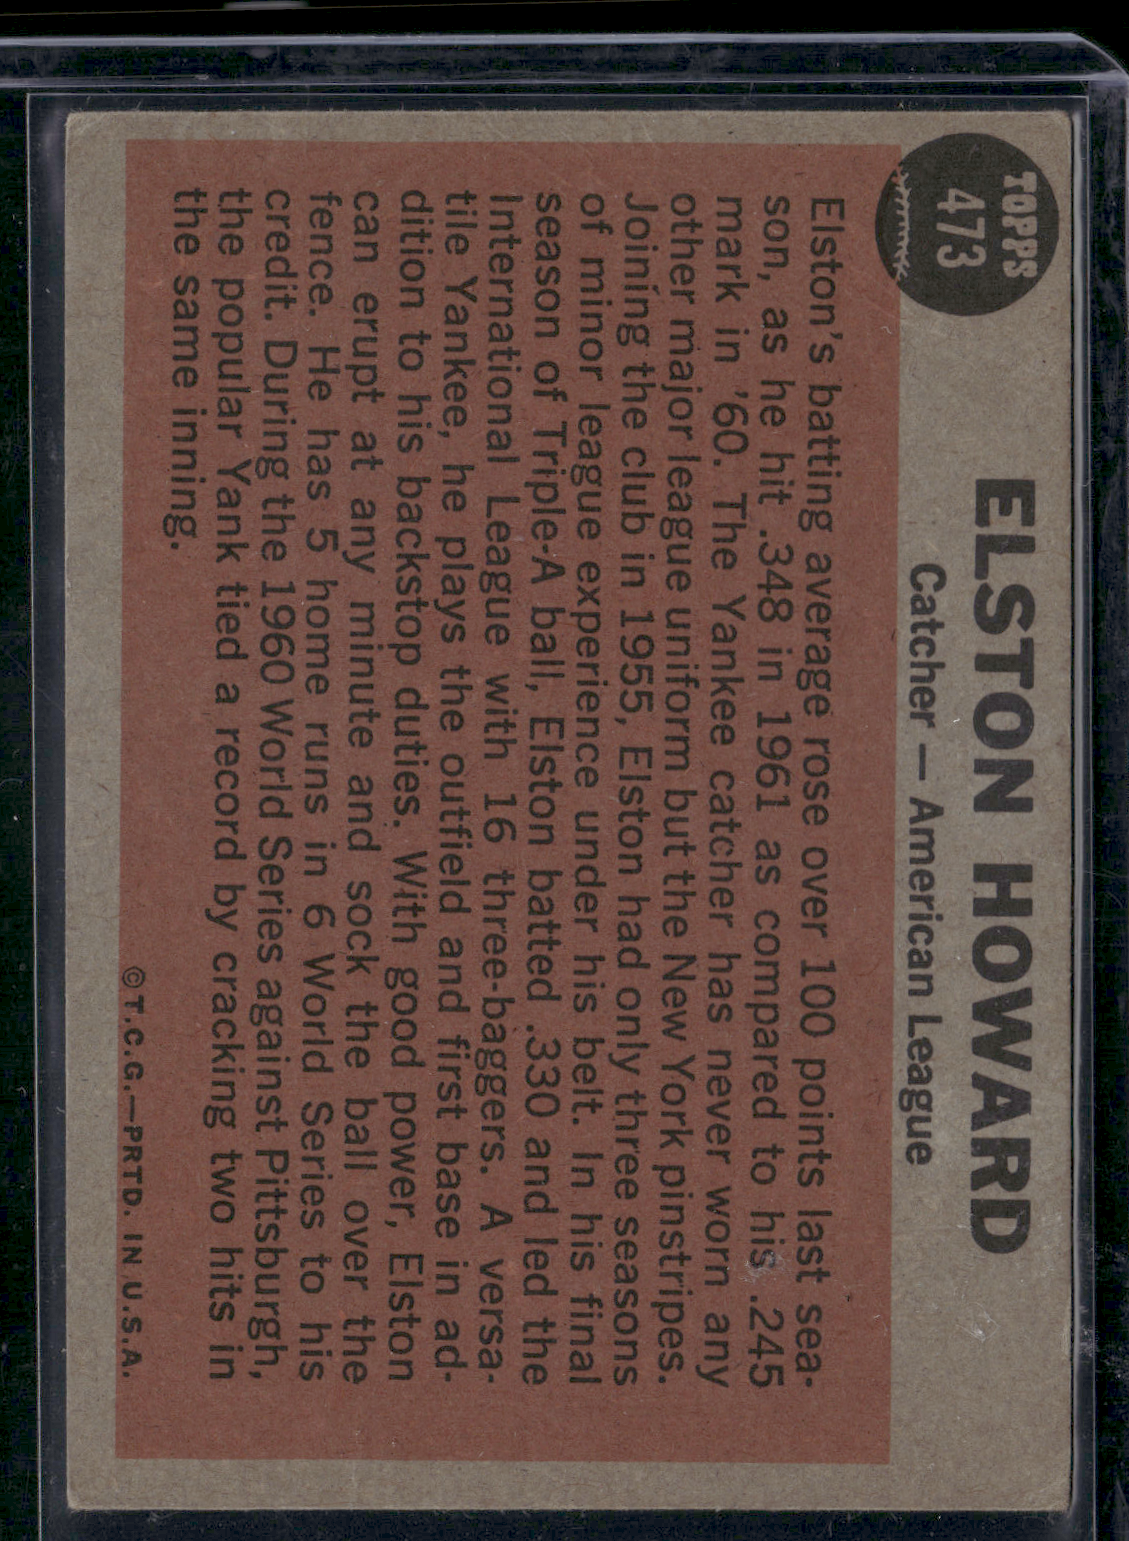 TOPPS
473
ELSTON HOWARD
Catcher — American League
Elston's batting average rose over 100 points last sea-
son, as he hit .348 in 1961 as compared to his .245
mark in '60. The Yankee catcher has never worn any
other major league uniform but the New York pinstripes.
Joining the club in 1955, Elston had only three seasons
of minor league experience under his belt. In his final
season of Triple-A ball, Elston batted .330 and led the
International League with 16 three-baggers. A versa-
tile Yankee, he plays the outfield and first base in ad-
dition to his backstop duties. With good power, Elston
can erupt at any minute and sock the ball over the
fence. He has 5 home runs in 6 World Series to his
credit. During the 1960 World Series against Pittsburgh,
the popular Yank tied a record by cracking two hits in
the same inning.
©T.C.G.—PRTD. IN U.S.A.